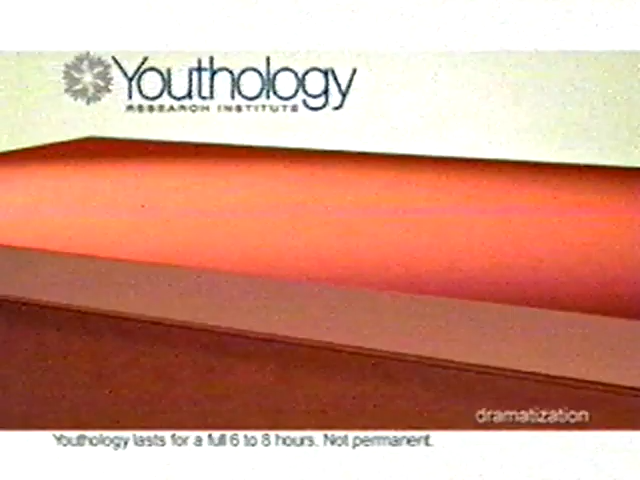 Youthology
RESEARCH INSTITUTE
dramatization
Youthology lasts for a full 6 to 8 hours. Not permanent.